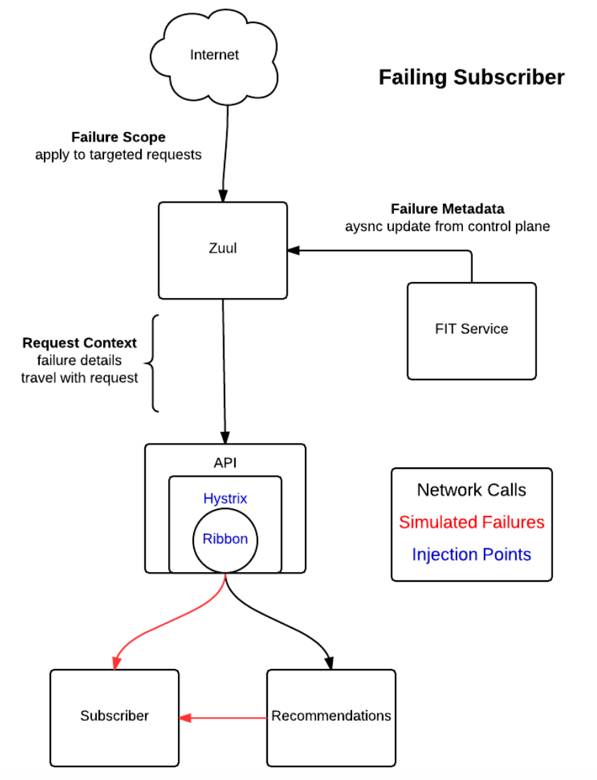 Internet
Failing Subscriber
Failure Scope
apply to targeted requests
Failure Metadata
aysnc update from control plane
Zuul
FIT Service
Request Context
failure details
travel with request
API
Hystrix
Ribbon
Network Calls
Simulated Failures
Injection Points
Subscriber
Recommendations